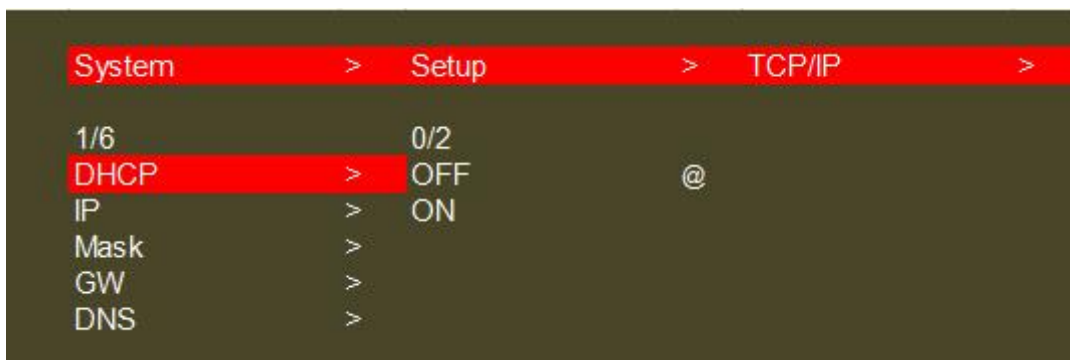 System > Setup > TCP/IP >
1/6 0/2
DHCP > OFF @
IP > ON
Mask >
GW >
DNS >